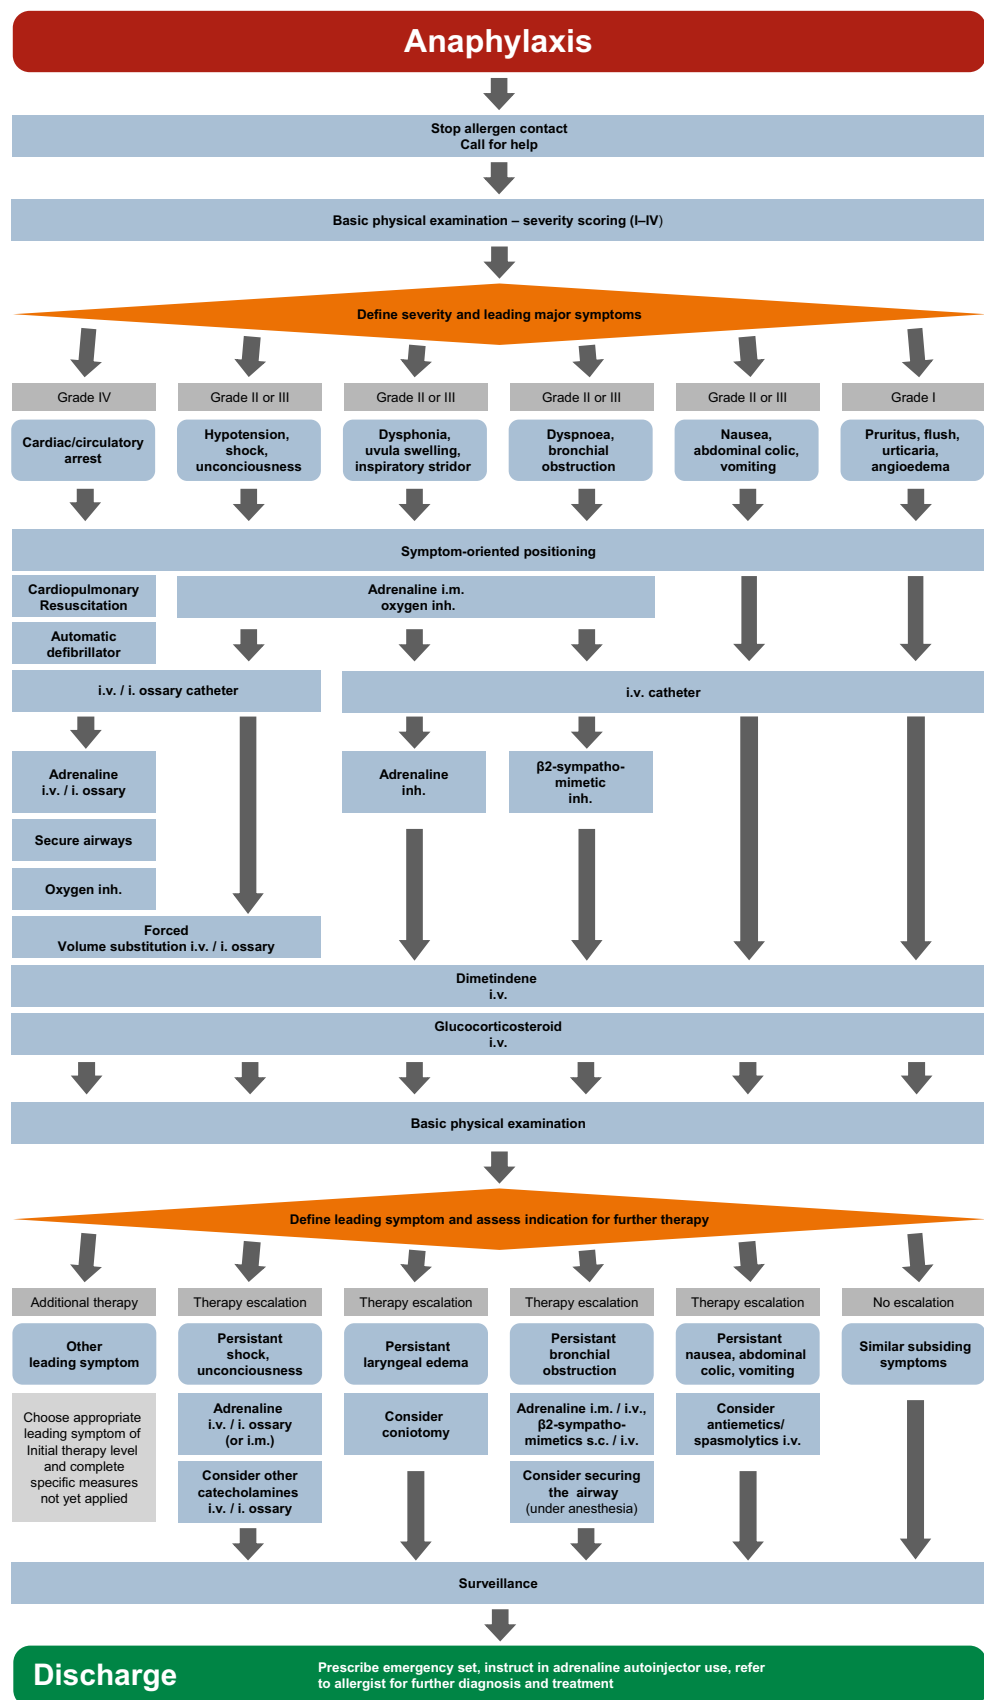 Anaphylaxis
Stop allergen contact
Call for help
Basic physical examination – severity scoring (I–IV)
Define severity and leading major symptoms
Grade IV
Grade II or III
Grade II or III
Grade II or III
Grade II or III
Grade I
Cardiac/circulatory
arrest
Hypotension,
shock,
unconciousness
Dysphonia,
uvula swelling,
inspiratory stridor
Dyspnoea,
bronchial
obstruction
Nausea,
abdominal colic,
vomiting
Pruritus, flush,
urticaria,
angioedema
Symptom-oriented positioning
Cardiopulmonary
Resuscitation
Adrenaline i.m.
oxygen inh.
Automatic
defibrillator
i.v. / i. ossary catheter
i.v. catheter
Adrenaline
i.v. / i. ossary
Adrenaline
inh.
β2-sympatho-
mimetic
inh.
Secure airways
Oxygen inh.
Forced
Volume substitution i.v. / i. ossary
Dimetindene
i.v.
Glucocorticosteroid
i.v.
Basic physical examination
Define leading symptom and assess indication for further therapy
Additional therapy
Therapy escalation
Therapy escalation
Therapy escalation
Therapy escalation
No escalation
Other
leading symptom
Persistant
shock,
unconciousness
Persistant
laryngeal edema
Persistant
bronchial
obstruction
Persistant
nausea, abdominal
colic, vomiting
Similar subsiding
symptoms
Choose appropriate
leading symptom of
Initial therapy level
and complete
specific measures
not yet applied
Adrenaline
i.v. / i. ossary
(or i.m.)
Consider
coniotomy
Adrenaline i.m. / i.v.,
β2-sympatho-
mimetics s.c. / i.v.
Consider
antiemetics/
spasmolytics i.v.
Consider other
catecholamines
i.v. / i. ossary
Consider securing
the airway
(under anesthesia)
Surveillance
Discharge
Prescribe emergency set, instruct in adrenaline autoinjector use, refer
to allergist for further diagnosis and treatment